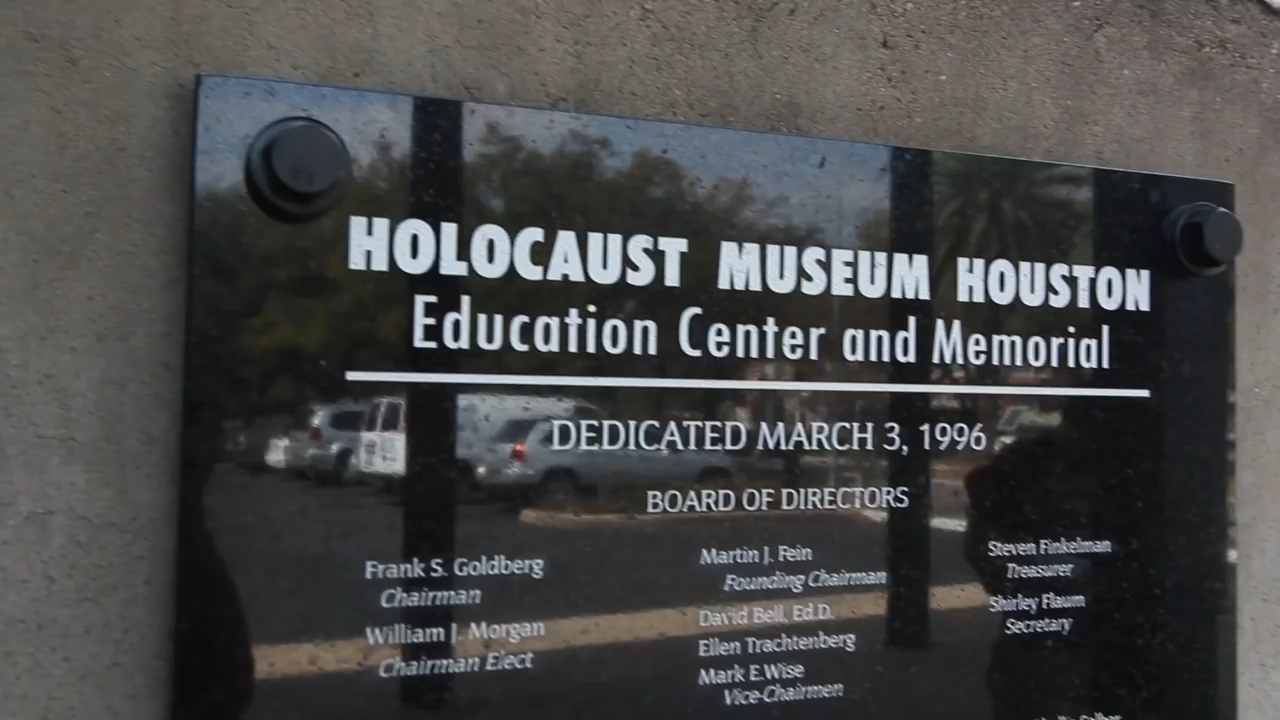 HOLOCAUST MUSEUM HOUSTON
Education Center and Memorial
DEDICATED MARCH 3, 1996
BOARD OF DIRECTORS
Frank S. Goldberg
Chairman
William J. Morgan
Chairman Elect
Martin J. Fein
Founding Chairman
David Bell, Ed.D.
Ellen Trachtenberg
Mark E.Wise
Vice-Chairmen
Steven Finkelman
Treasurer
Shirley Flaum
Secretary